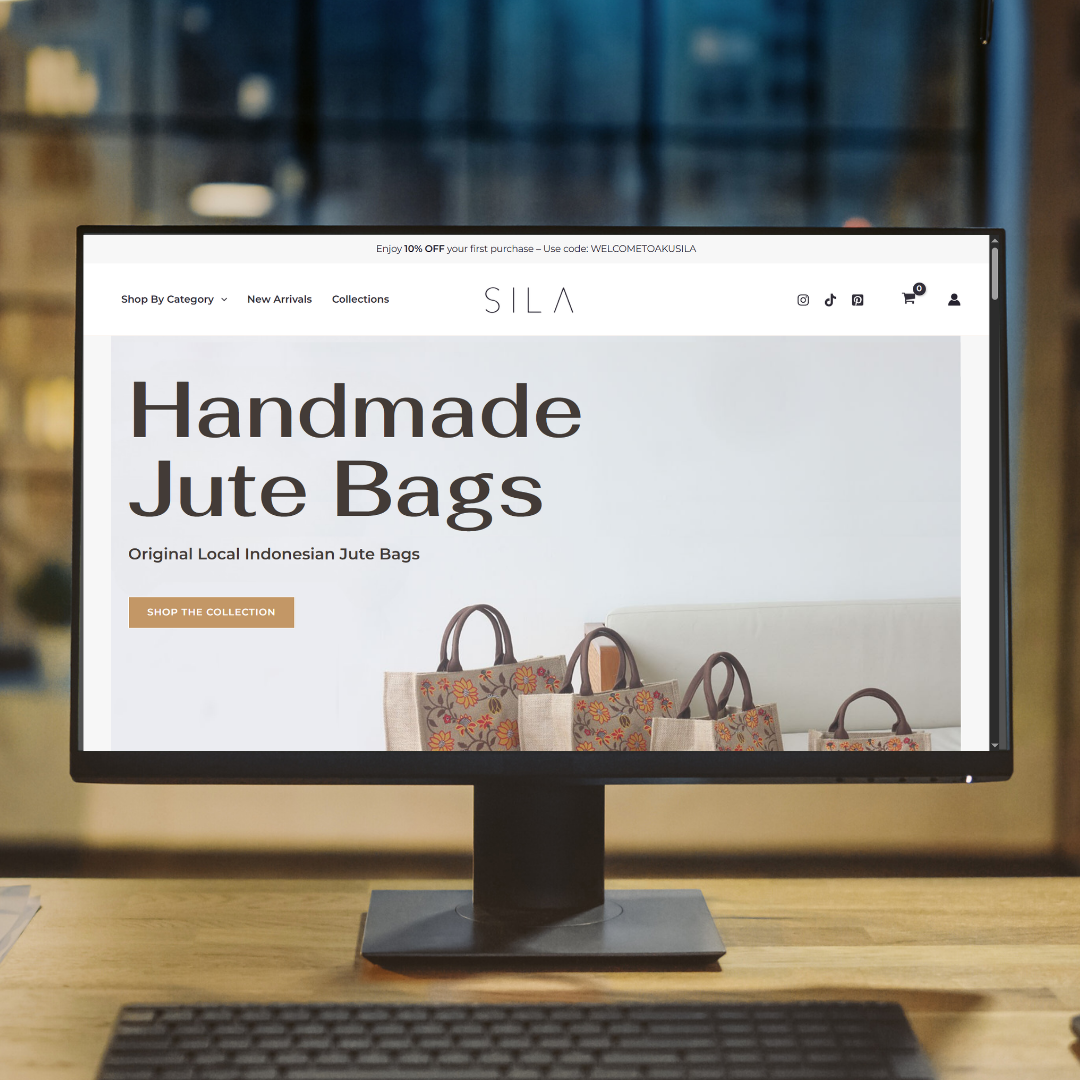 Enjoy 10% OFF your first purchase – Use code: WELCOMETOAKUSILA
Shop By Category New Arrivals Collections SILA 0
Handmade
Jute Bags
Original Local Indonesian Jute Bags
SHOP THE COLLECTION